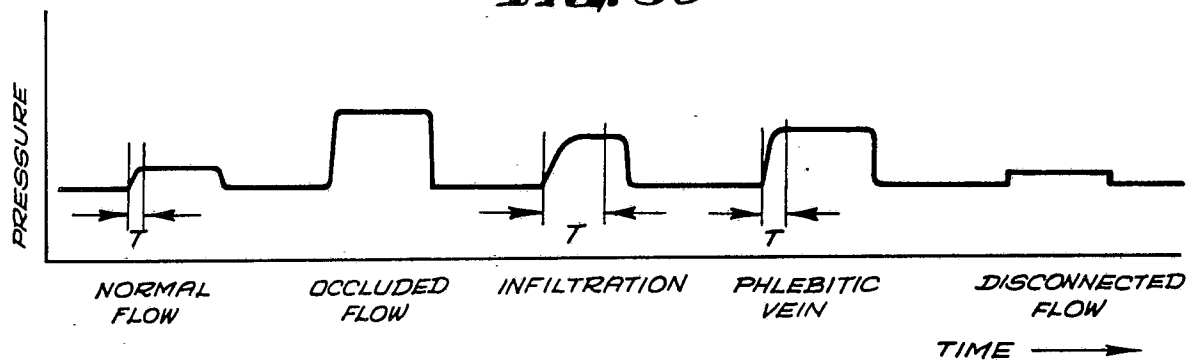 PRESSURE
T
T
T
NORMAL FLOW
OCCLUDED FLOW
INFILTRATION
PHLEBITIC VEIN
DISCONNECTED FLOW
TIME